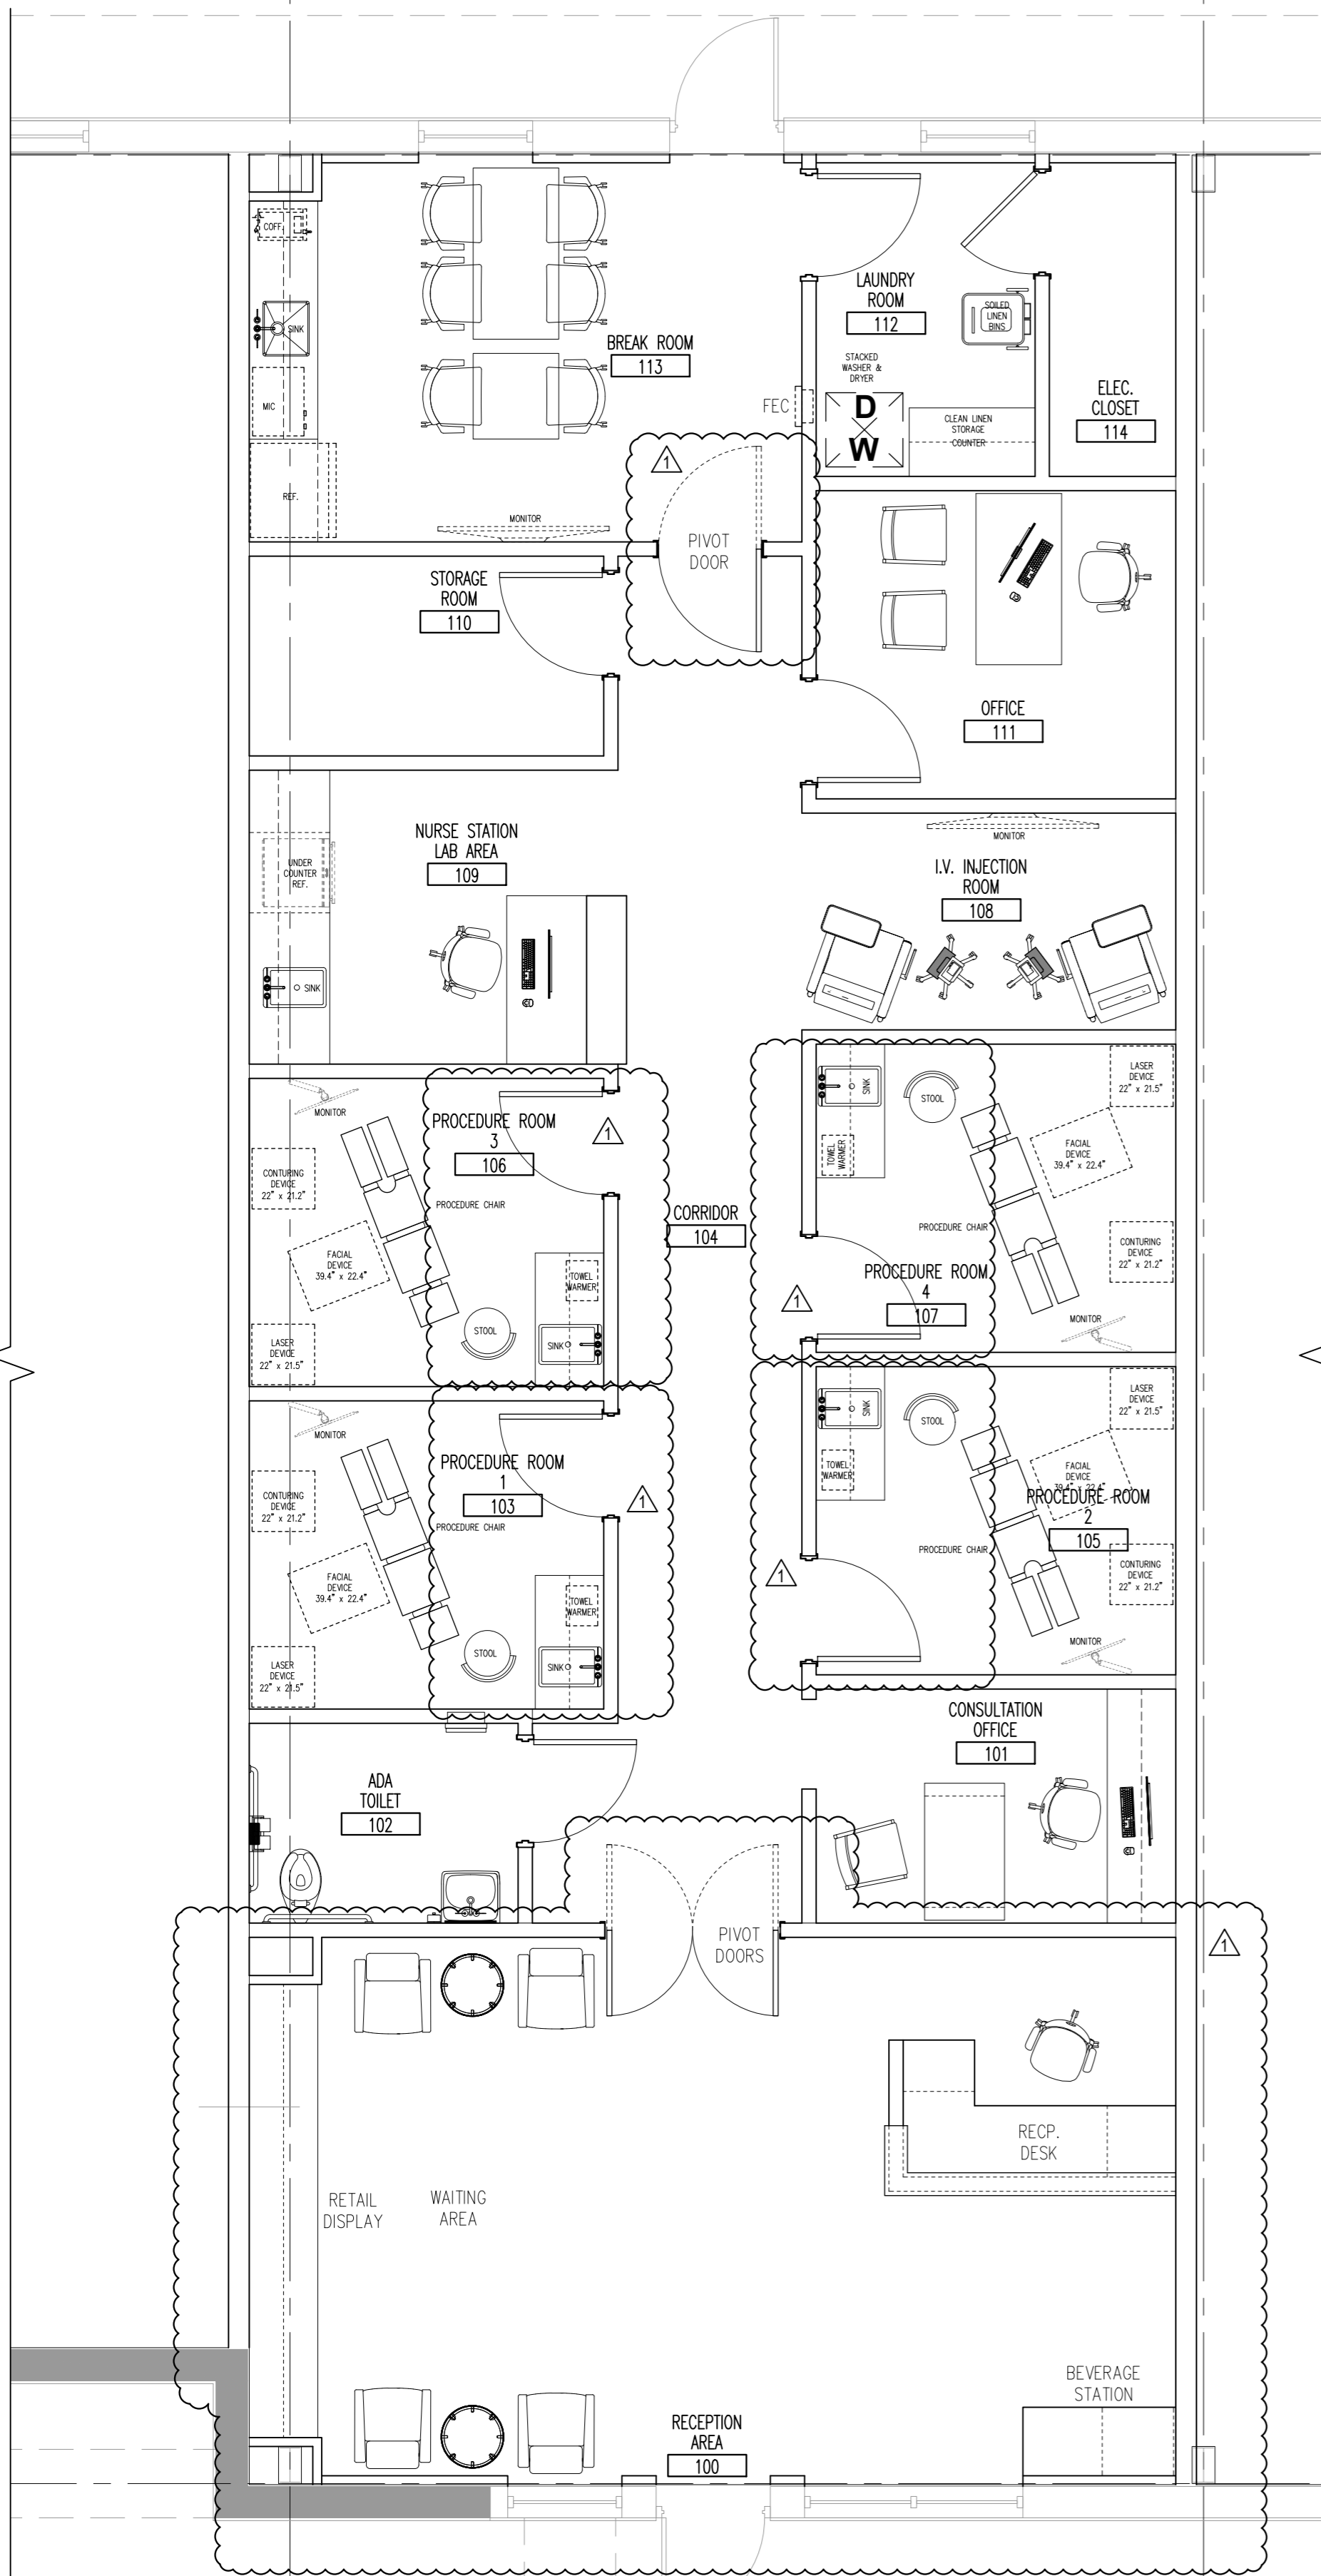 COFF.
SINK
MIC
REF.
BREAK ROOM
113
MONITOR
FEC
LAUNDRY
ROOM
112
SOILED
LINEN
BINS
STACKED
WASHER &
DRYER
D
W
CLEAN LINEN
STORAGE
COUNTER
ELEC.
CLOSET
114
1
PIVOT
DOOR
STORAGE
ROOM
110
OFFICE
111
NURSE STATION
LAB AREA
109
UNDER
COUNTER
REF.
SINK
MONITOR
I.V. INJECTION
ROOM
108
MONITOR
PROCEDURE ROOM
3
106
1
CONTURING
DEVICE
22" x 21.2"
PROCEDURE CHAIR
FACIAL
DEVICE
39.4" x 22.4"
TOWEL
WARMER
STOOL
SINK
LASER
DEVICE
22" x 21.5"
CORRIDOR
104
SINK
STOOL
LASER
DEVICE
22" x 21.5"
TOWEL
WARMER
FACIAL
DEVICE
39.4" x 22.4"
PROCEDURE CHAIR
CONTURING
DEVICE
22" x 21.2"
PROCEDURE ROOM
4
107
1
MONITOR
MONITOR
PROCEDURE ROOM
1
103
1
CONTURING
DEVICE
22" x 21.2"
PROCEDURE CHAIR
FACIAL
DEVICE
39.4" x 22.4"
TOWEL
WARMER
STOOL
SINK
LASER
DEVICE
22" x 21.5"
SINK
STOOL
LASER
DEVICE
22" x 21.5"
TOWEL
WARMER
FACIAL
DEVICE
39.4" x 22.4"
PROCEDURE ROOM
2
105
PROCEDURE CHAIR
CONTURING
DEVICE
22" x 21.2"
1
MONITOR
CONSULTATION
OFFICE
101
ADA
TOILET
102
PIVOT
DOORS
1
RECP.
DESK
RETAIL
DISPLAY
WAITING
AREA
BEVERAGE
STATION
RECEPTION
AREA
100